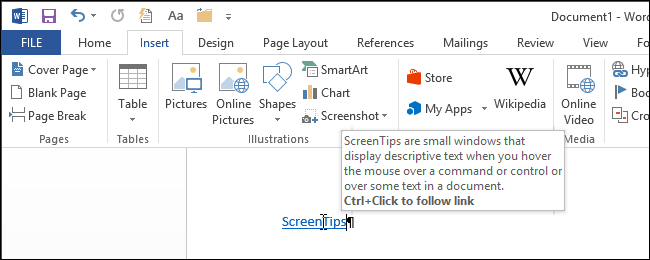 Aa
Document1 - Wor
FILE Home Insert Design Page Layout References Mailings Review View
Cover Page
Blank Page
Page Break
Pages
Table
Tables
Pictures
Online Pictures
Shapes
SmartArt
Chart
Screenshot
Illustrations
Store
My Apps
W
Wikipedia
Online Video
Media
Hyp
Boo
Cros
ScreenTips are small windows that
display descriptive text when you hover
the mouse over a command or control or
over some text in a document.
Ctrl+Click to follow link
ScreenTips¶